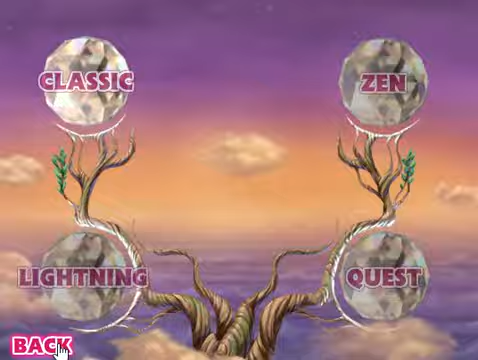 CLASSIC
ZEN
LIGHTNING
QUEST
BACK